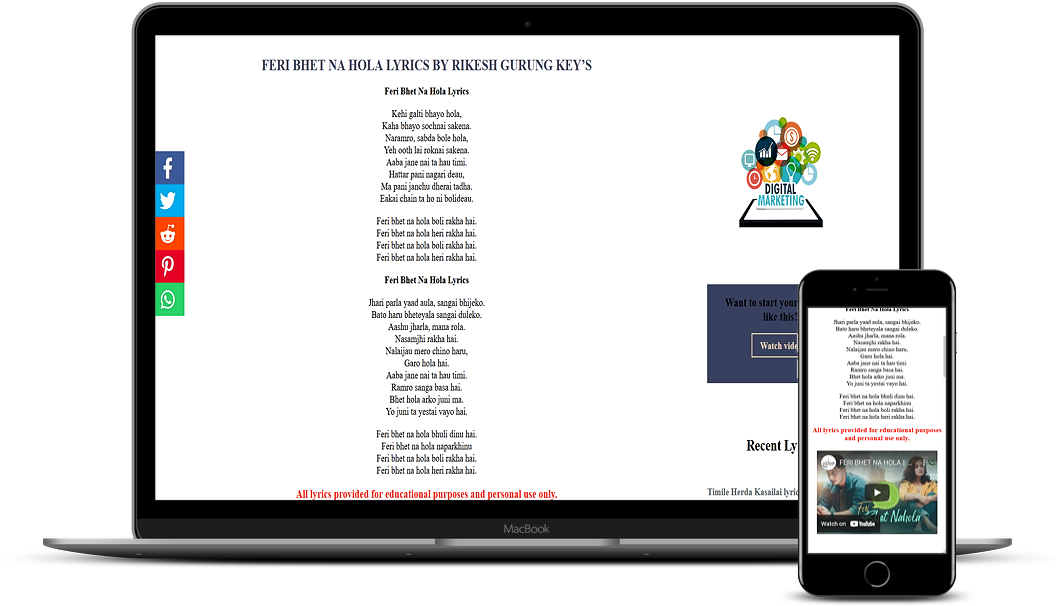 FERI BHET NA HOLA LYRICS BY RIKESH GURUNG KEY'S
Feri Bhet Na Hola Lyrics
Kehi galti bhayo hola,
Kaha bhayo sochnai sakena.
Naramro, sabda bole hola,
Yeh ooth lai roknai sakena.
Aaba jane nai ta hau timi.
Hattar pani nagari deau,
Ma pani janchu dherai tadha.
Eakai chain ta ho ni bolideau.
Feri bhet na hola boli rakha hai.
Feri bhet na hola heri rakha hai.
Feri bhet na hola boli rakha hai.
Feri bhet na hola heri rakha hai.
Feri Bhet Na Hola Lyrics
Jhari parla yaad aula, sangai bhijeko.
Bato haru bheteyala sangai duleko.
Aashu jharla, mana rola.
Nasamjhi rakha hai.
Nalaijau mero chino haru,
Garo hola hai.
Aaba jane nai ta hau timi.
Ramro sanga basa hai.
Bhet hola arko juni ma.
Yo juni ta yestai vayo hai.
Feri bhet na hola bhuli dinu hai.
Feri bhet na hola naparkhinu
Feri bhet na hola boli rakha hai.
Feri bhet na hola heri rakha hai.
All lyrics provided for educational purposes and personal use only.
DIGITAL
MARKETING
Want to start your
like this?
Watch vide
Recent Ly
Timile Herda Kasailai lyric
MacBook
Feri Bhet Na Hola Lyrics
Jhari parla yaad aula, sangai bhijeko.
Bato haru bheteyala sangai duleko.
Aashu jharla, mana rola.
Nasamjhi rakha hai.
Nalaijau mero chino haru,
Garo hola hai.
Aaba jane nai ta hau timi.
Ramro sanga basa hai.
Bhet hola arko juni ma.
Yo juni ta yestai vayo hai.
Feri bhet na hola bhuli dinu hai.
Feri bhet na hola naparkhinu
Feri bhet na hola boli rakha hai.
Feri bhet na hola heri rakha hai.
All lyrics provided for educational purposes
and personal use only.
FERI BHET NA HOLA || ...
Feri
Bhet Nahola
Watch on YouTube